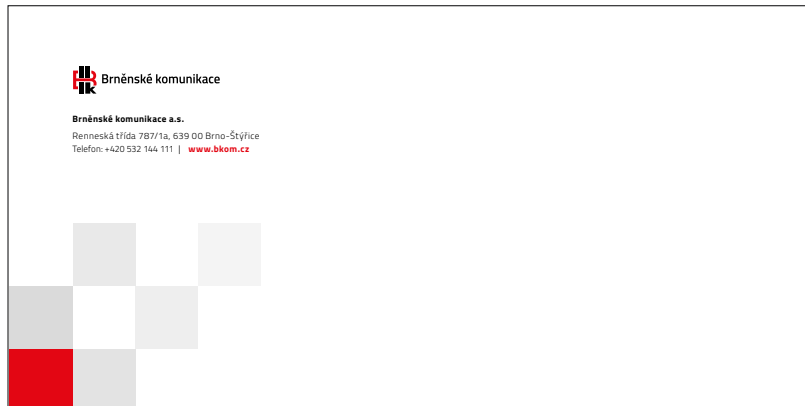 Brněnské komunikace
Brněnské komunikace a.s.
Renneská třída 787/1a, 639 00 Brno-Štýřice
Telefon: +420 532 144 111 | www.bkom.cz